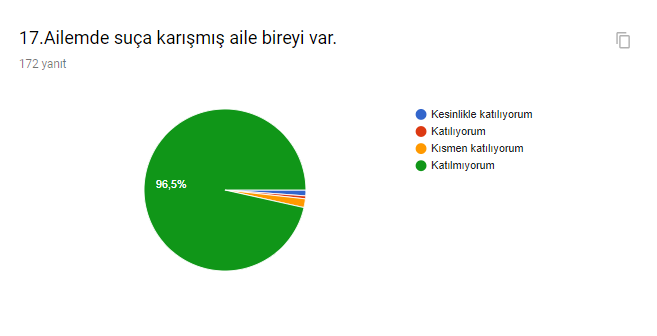 17.Ailemde suça karışmış aile bireyi var.
172 yanıt
Kesinlikle katılıyorum
Katılıyorum
Kısmen katılıyorum
Katılmıyorum
96,5%